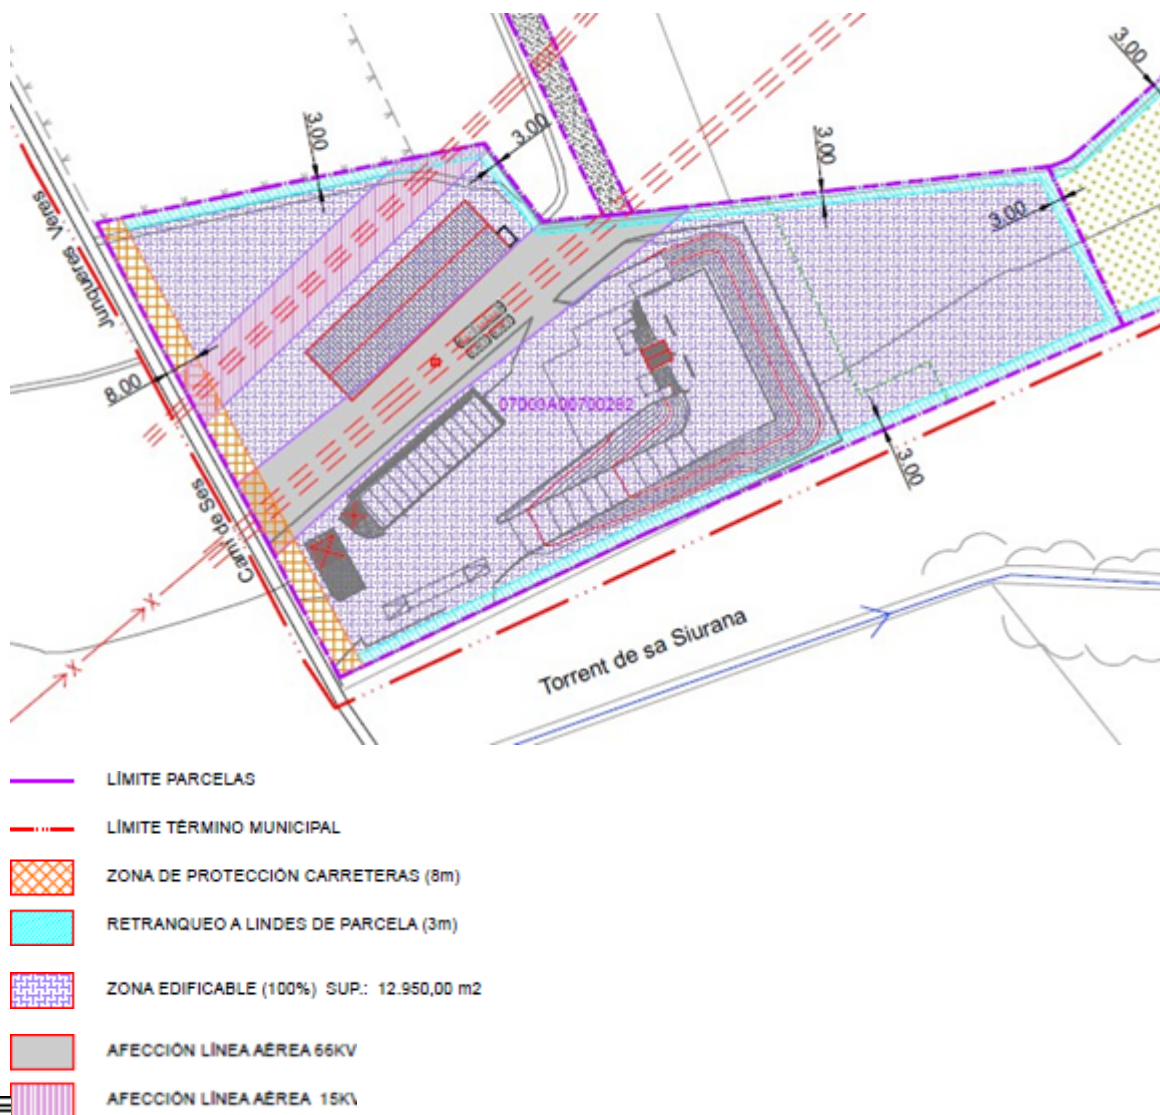 3.00
3.00
3.00
3.00
3.00
Junqueres Veres
8.00
07003A00700282
3.00
Camí de Ses
Torrent de sa Siurana
LÍMITE PARCELAS
LÍMITE TÉRMINO MUNICIPAL
ZONA DE PROTECCIÓN CARRETERAS (8m)
RETRANQUEO A LINDES DE PARCELA (3m)
ZONA EDIFICABLE (100%) SUP.: 12.950,00 m2
AFECCIÓN LÍNEA AÉREA 66KV
AFECCIÓN LÍNEA AÉREA 15KV